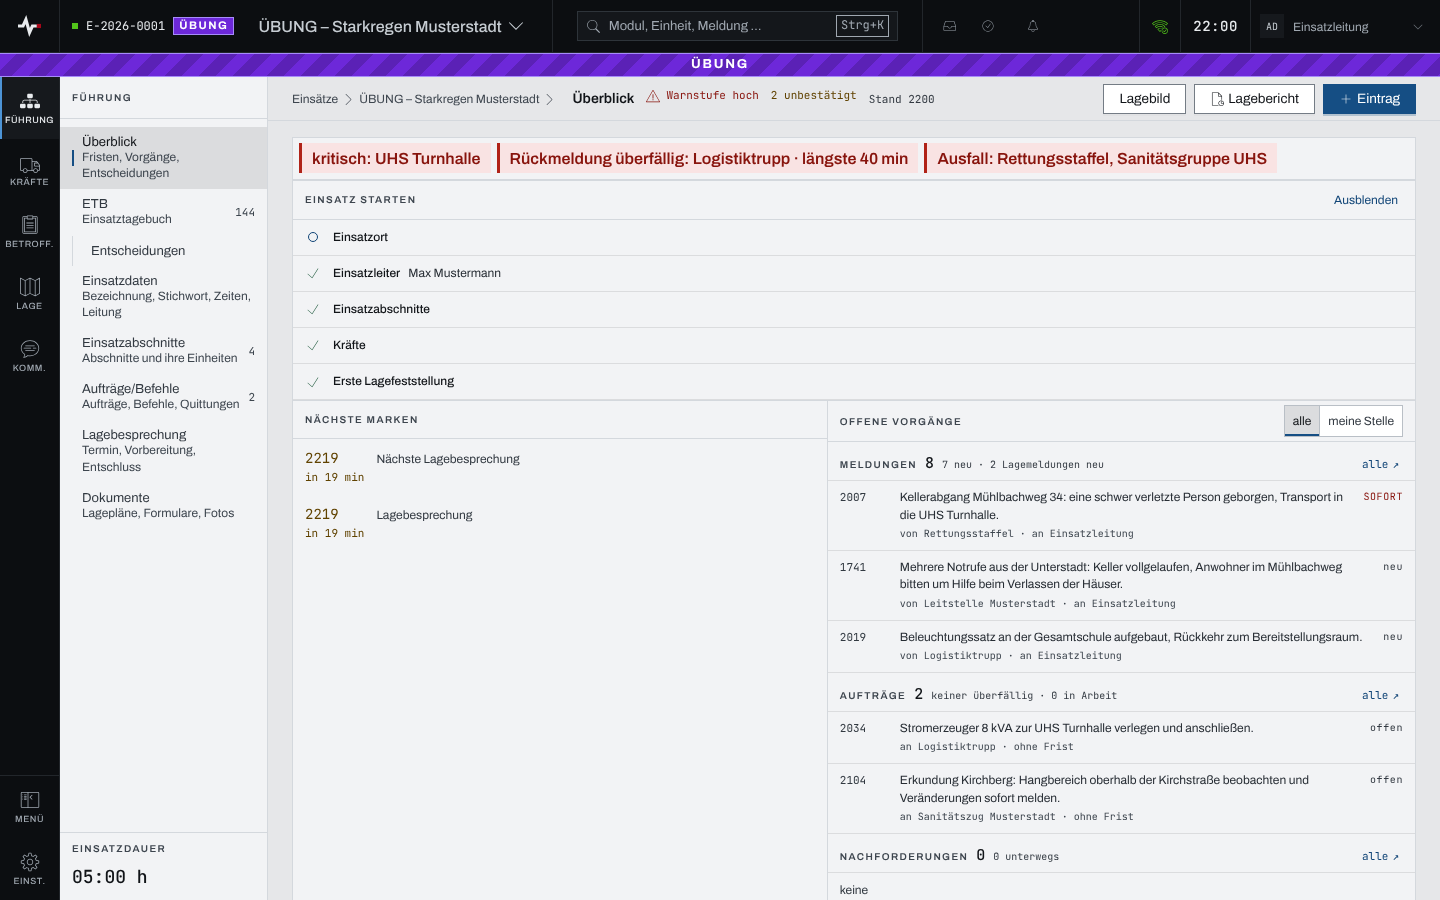 E-2026-0001 ÜBUNG ÜBUNG – Starkregen Musterstadt Modul, Einheit, Meldung ... Strg+K 22:00 AD Einsatzleitung
ÜBUNG
FÜHRUNG
KRÄFTE
BETROFF.
LAGE
KOMM.
MENÜ
EINST.
FÜHRUNG
Überblick
Fristen, Vorgänge,
Entscheidungen
ETB
Einsatztagebuch 144
Entscheidungen
Einsatzdaten
Bezeichnung, Stichwort, Zeiten,
Leitung
Einsatzabschnitte
Abschnitte und ihre Einheiten 4
Aufträge/Befehle
Aufträge, Befehle, Quittungen 2
Lagebesprechung
Termin, Vorbereitung,
Entschluss
Dokumente
Lagepläne, Formulare, Fotos
EINSATZDAUER
05:00 h
Einsätze ÜBUNG – Starkregen Musterstadt Überblick Warnstufe hoch 2 unbestätigt Stand 2200
Lagebild Lagebericht + Eintrag
kritisch: UHS Turnhalle Rückmeldung überfällig: Logistiktrupp · längste 40 min Ausfall: Rettungsstaffel, Sanitätsgruppe UHS
EINSATZ STARTEN Ausblenden
Einsatzort
Einsatzleiter Max Mustermann
Einsatzabschnitte
Kräfte
Erste Lagefeststellung
NÄCHSTE MARKEN
2219 Nächste Lagebesprechung
in 19 min
2219 Lagebesprechung
in 19 min
OFFENE VORGÄNGE alle meine Stelle
MELDUNGEN 8 7 neu · 2 Lagemeldungen neu alle ↗
2007 Kellerabgang Mühlbachweg 34: eine schwer verletzte Person geborgen, Transport in SOFORT
die UHS Turnhalle.
von Rettungsstaffel · an Einsatzleitung
1741 Mehrere Notrufe aus der Unterstadt: Keller vollgelaufen, Anwohner im Mühlbachweg neu
bitten um Hilfe beim Verlassen der Häuser.
von Leitstelle Musterstadt · an Einsatzleitung
2019 Beleuchtungssatz an der Gesamtschule aufgebaut, Rückkehr zum Bereitstellungsraum. neu
von Logistiktrupp · an Einsatzleitung
AUFTRÄGE 2 keiner überfällig · 0 in Arbeit alle ↗
2034 Stromerzeuger 8 kVA zur UHS Turnhalle verlegen und anschließen. offen
an Logistiktrupp · ohne Frist
2104 Erkundung Kirchberg: Hangbereich oberhalb der Kirchstraße beobachten und offen
Veränderungen sofort melden.
an Sanitätszug Musterstadt · ohne Frist
NACHFORDERUNGEN 0 0 unterwegs alle ↗
keine